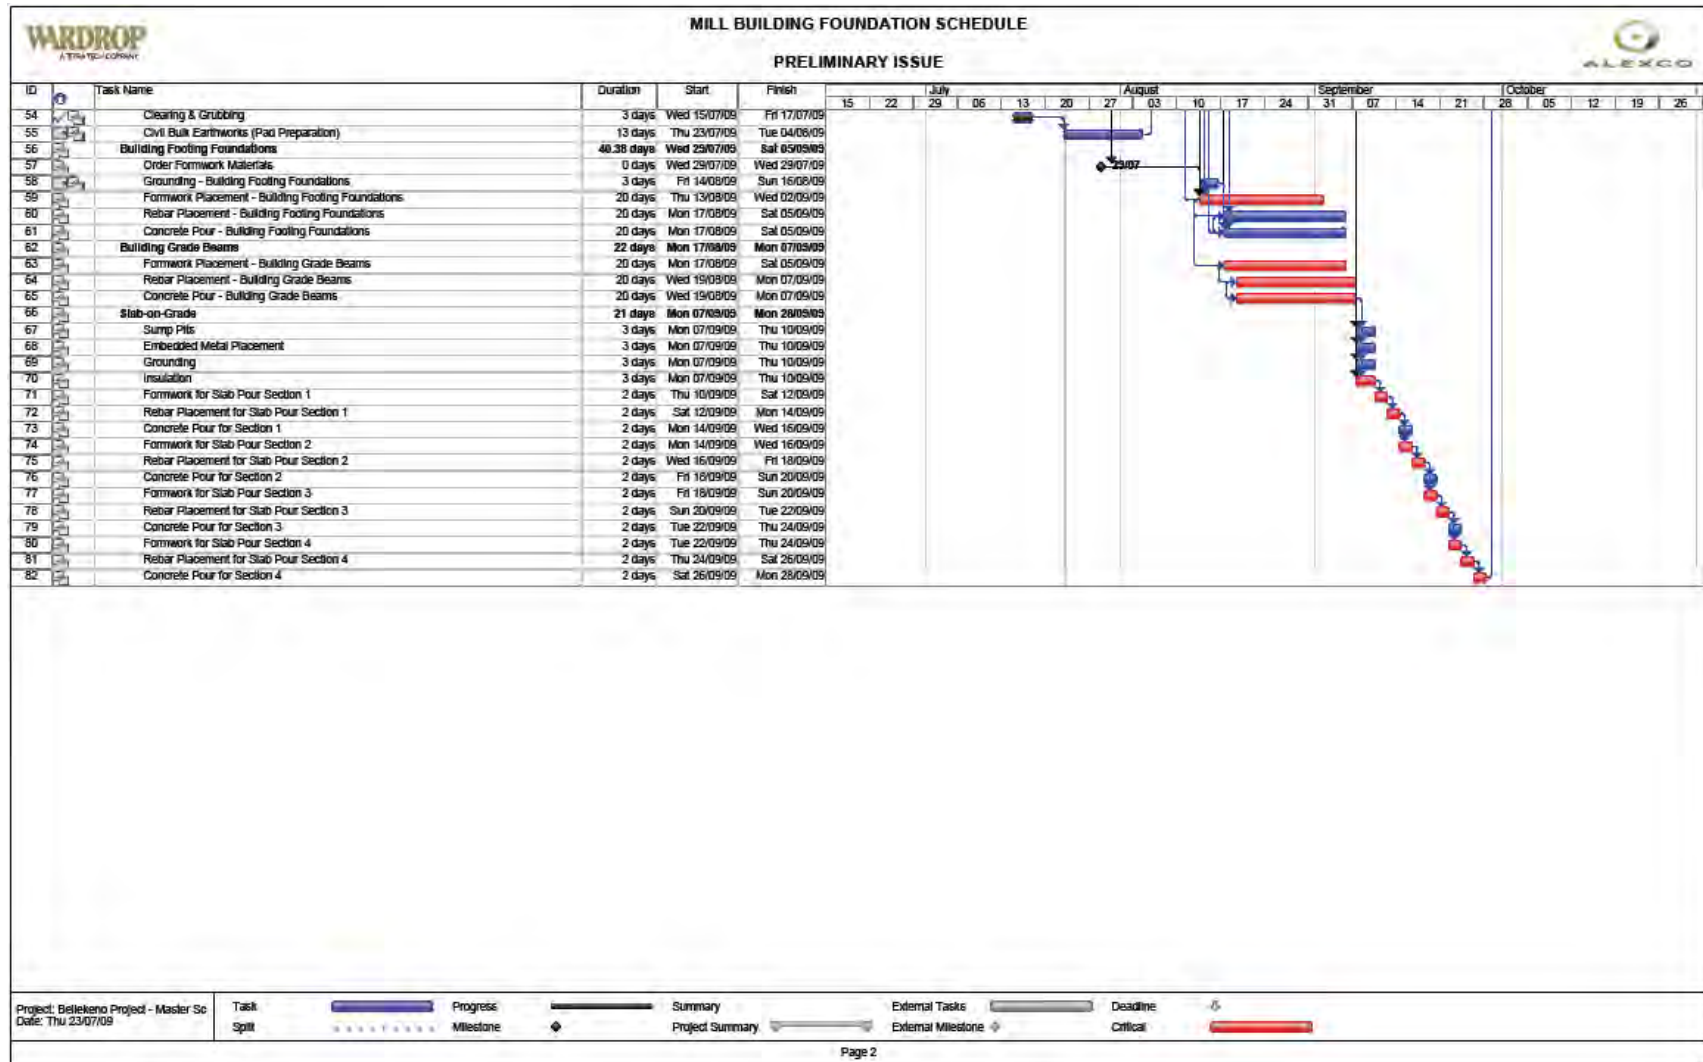 MILL BUILDING FOUNDATION SCHEDULE
WARDROP
A TETRA TECH COMPANY
PRELIMINARY ISSUE
ALEXCO
ID Task Name Duration Start Finish July August September October
15 22 29 06 13 20 27 03 10 17 24 31 07 14 21 28 05 12 19 26
54 Clearing & Grubbing 3 days Wed 15/07/09 Fri 17/07/09
55 Civil Bulk Earthworks (Pad Preparation) 13 days Thu 23/07/09 Tue 04/08/09
56 Building Footing Foundations 40.38 days Wed 29/07/09 Sat 05/09/09
57 Order Formwork Materials 0 days Wed 29/07/09 Wed 29/07/09 29/07
58 Grounding - Building Footing Foundations 3 days Fri 14/08/09 Sun 16/08/09
59 Formwork Placement - Building Footing Foundations 20 days Thu 13/08/09 Wed 02/09/09
60 Rebar Placement - Building Footing Foundations 20 days Mon 17/08/09 Sat 05/09/09
61 Concrete Pour - Building Footing Foundations 20 days Mon 17/08/09 Sat 05/09/09
62 Building Grade Beams 22 days Mon 17/08/09 Mon 07/09/09
63 Formwork Placement - Building Grade Beams 20 days Mon 17/08/09 Sat 05/09/09
64 Rebar Placement - Building Grade Beams 20 days Wed 19/08/09 Mon 07/09/09
65 Concrete Pour - Building Grade Beams 20 days Wed 19/08/09 Mon 07/09/09
66 Slab-on-Grade 21 days Mon 07/09/09 Mon 28/09/09
67 Sump Pits 3 days Mon 07/09/09 Thu 10/09/09
68 Embedded Metal Placement 3 days Mon 07/09/09 Thu 10/09/09
69 Grounding 3 days Mon 07/09/09 Thu 10/09/09
70 Insulation 3 days Mon 07/09/09 Thu 10/09/09
71 Formwork for Slab Pour Section 1 2 days Thu 10/09/09 Sat 12/09/09
72 Rebar Placement for Slab Pour Section 1 2 days Sat 12/09/09 Mon 14/09/09
73 Concrete Pour for Section 1 2 days Mon 14/09/09 Wed 16/09/09
74 Formwork for Slab Pour Section 2 2 days Mon 14/09/09 Wed 16/09/09
75 Rebar Placement for Slab Pour Section 2 2 days Wed 16/09/09 Fri 18/09/09
76 Concrete Pour for Section 2 2 days Fri 18/09/09 Sun 20/09/09
77 Formwork for Slab Pour Section 3 2 days Fri 18/09/09 Sun 20/09/09
78 Rebar Placement for Slab Pour Section 3 2 days Sun 20/09/09 Tue 22/09/09
79 Concrete Pour for Section 3 2 days Tue 22/09/09 Thu 24/09/09
80 Formwork for Slab Pour Section 4 2 days Tue 22/09/09 Thu 24/09/09
81 Rebar Placement for Slab Pour Section 4 2 days Thu 24/09/09 Sat 26/09/09
82 Concrete Pour for Section 4 2 days Sat 26/09/09 Mon 28/09/09
Project: Bellekeno Project - Master Sc
Date: Thu 23/07/09
Task Progress Summary External Tasks Deadline
Split Milestone Project Summary External Milestone Critical
Page 2